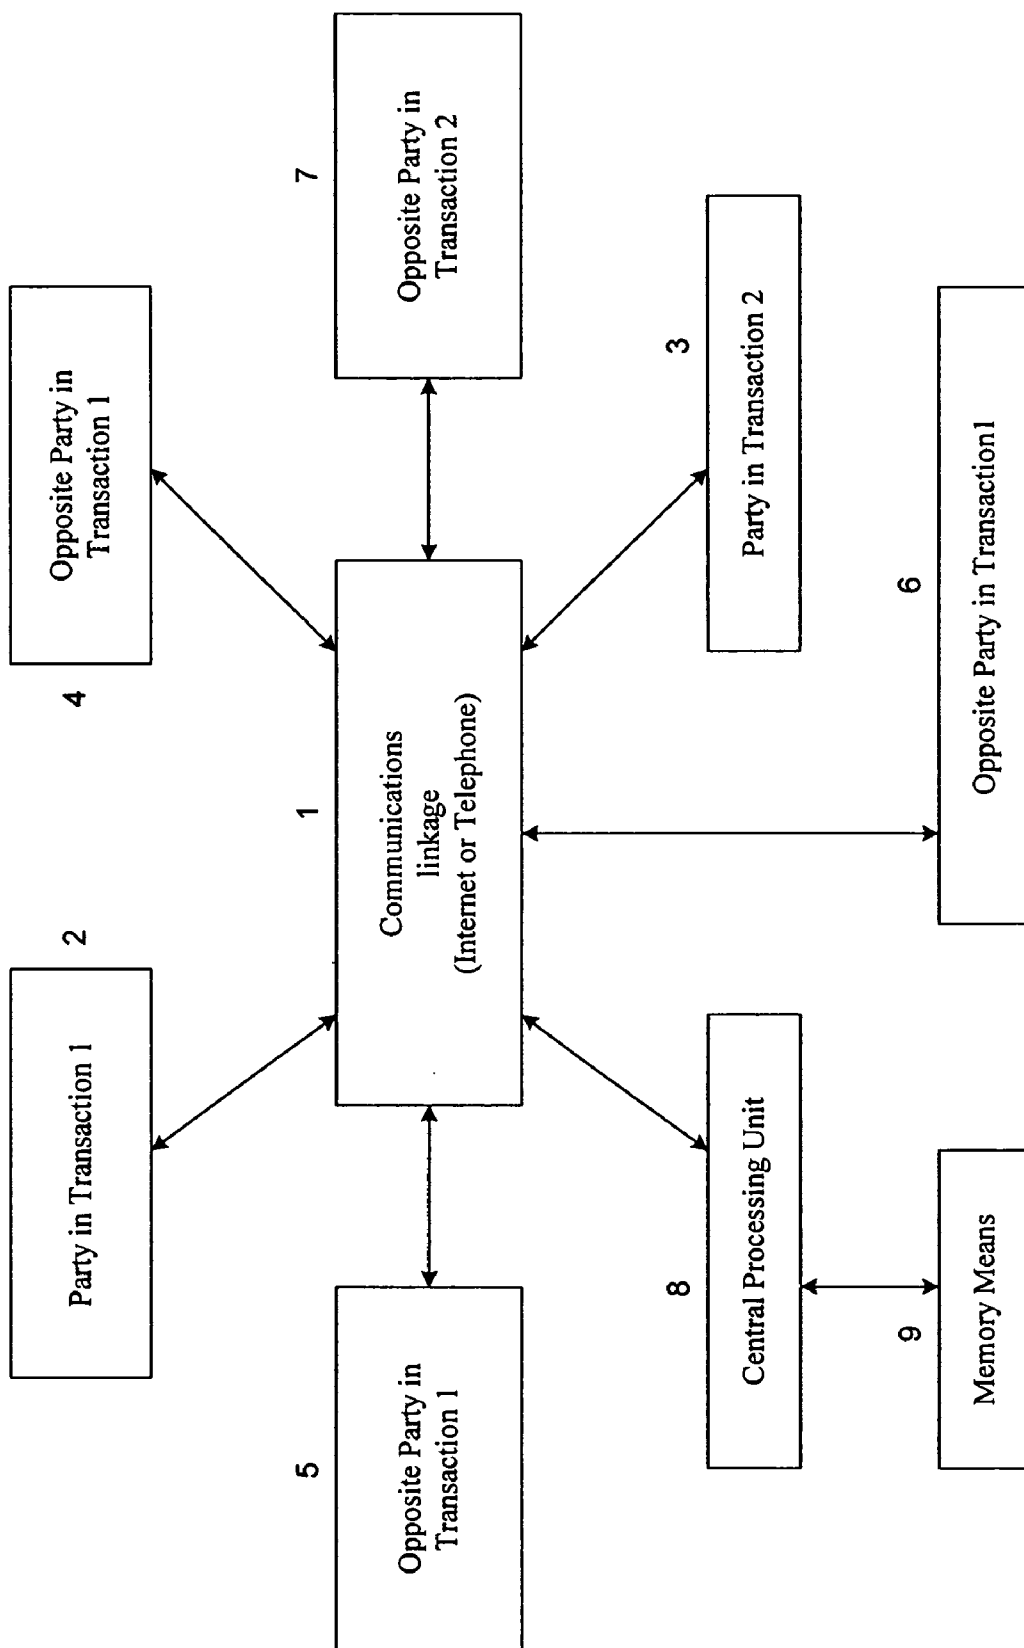 Party in Transaction 1
2
4
Opposite Party in
Transaction 1
5
Opposite Party in
Transaction 1
1
Communications
linkage
(Internet or Telephone)
7
Opposite Party in
Transaction 2
8
Central Processing Unit
3
Party in Transaction 2
9
Memory Means
6
Opposite Party in Transaction1